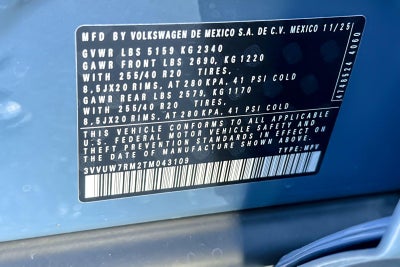 MFD BY VOLKSWAGEN DE MEXICO S.A. DE C.V. MEXICO 11/25
GVWR LBS 5159 KG 2340
GAWR FRONT LBS 2690, KG 1220
WITH 255/40 R20 TIRES,
8,5JX20 RIMS, AT 280 KPA, 41 PSI COLD
GAWR REAR LBS 2579, KG 1170
WITH 255/40 R20 TIRES,
8,5JX20 RIMS, AT 280 KPA, 41 PSI COLD
THIS VEHICLE CONFORMS TO ALL APPLICABLE
U.S. FEDERAL MOTOR VEHICLE SAFETY AND
THEFT PREVENTION STANDARDS IN EFFECT ON
THE DATE OF MANUFACTURE SHOWN ABOVE.
3VVUW7RM2TM043109 TYPE: MPV